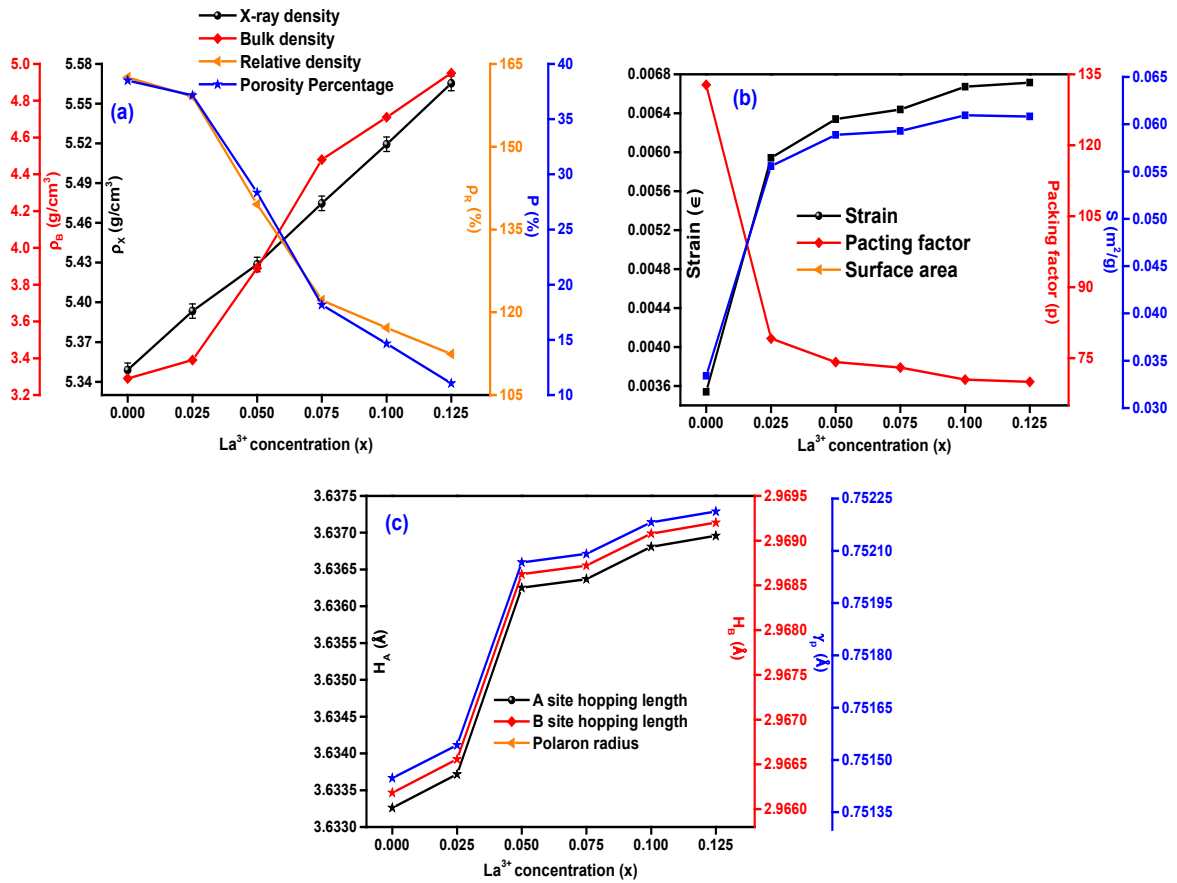 X-ray density
Bulk density
Relative density
Porosity Percentage
(a)
5.0
4.8
4.6
4.4
4.2
4.0
3.8
3.6
3.4
3.2
ρB (g/cm³)
5.58
5.55
5.52
5.49
5.46
5.43
5.40
5.37
5.34
ρX (g/cm³)
165
150
135
120
105
ρR (%)
40
35
30
25
20
15
10
P (%)
0.000 0.025 0.050 0.075 0.100 0.125
La³⁺ concentration (x)
(b)
0.0068
0.0064
0.0060
0.0056
0.0052
0.0048
0.0044
0.0040
0.0036
Strain (ϵ)
Strain
Pacting factor
Surface area
135
120
105
93
75
Packing factor (p)
0.065
0.060
0.055
0.050
0.045
0.040
0.035
0.030
S (m²/g)
0.000 0.025 0.050 0.075 0.100 0.125
La³⁺ concentration (x)
(c)
3.6375
3.6370
3.6365
3.6360
3.6355
3.6350
3.6345
3.6340
3.6335
3.6330
HA (Å)
A site hopping length
B site hopping length
Polaron radius
2.9695
2.9690
2.9685
2.9680
2.9675
2.9670
2.9665
2.9660
HB (Å)
0.75225
0.75210
0.75195
0.75180
0.75165
0.75150
0.75135
γp (Å)
0.000 0.025 0.050 0.075 0.100 0.125
La³⁺ concentration (x)